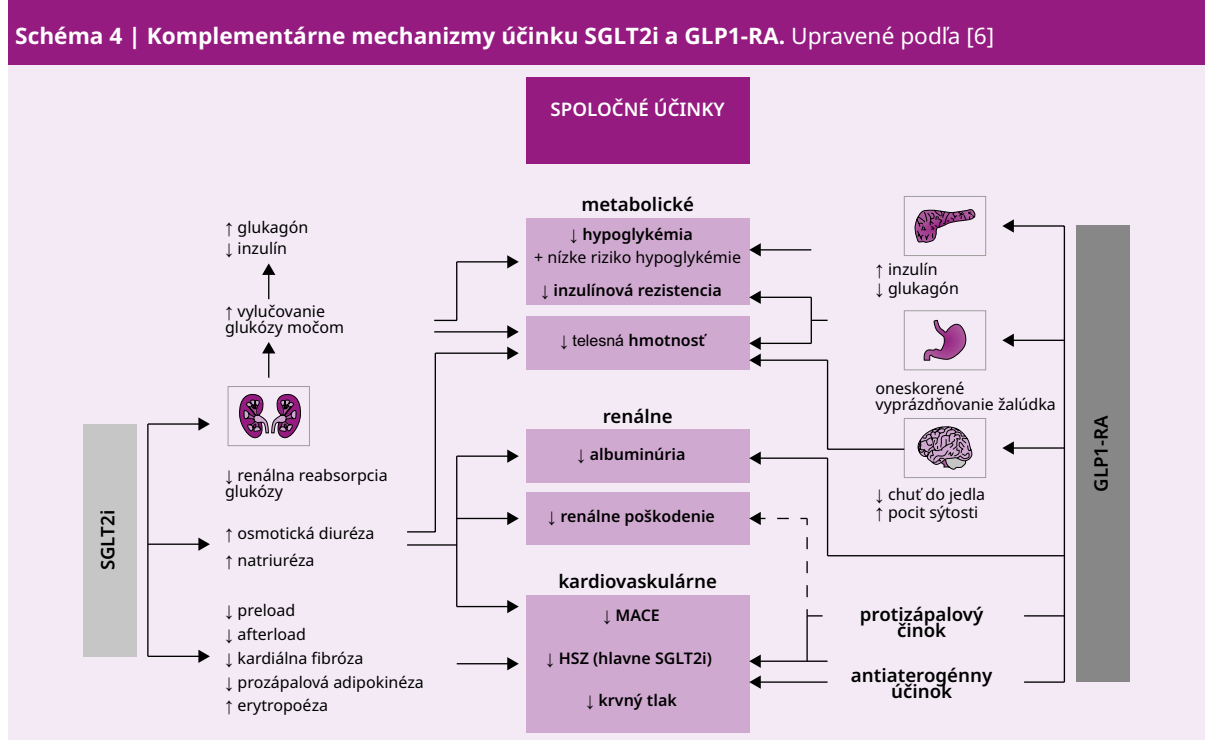 Schéma 4 | Komplementárne mechanizmy účinku SGLT2i a GLP1-RA. Upravené podľa [6]
SPOLOČNÉ ÚČINKY
metabolické
↓ hypoglykémia
+ nízke riziko hypoglykémie
↓ inzulínová rezistencia
↓ telesná hmotnosť
renálne
↓ albuminúria
↓ renálne poškodenie
kardiovaskulárne
↓ MACE
↓ HSZ (hlavne SGLT2i)
↓ krvný tlak
SGLT2i
↑ glukagón
↓ inzulín
↑ vylučovanie
glukózy močom
↓ renálna reabsorpcia
glukózy
↑ osmotická diuréza
↑ natriuréza
↓ preload
↓ afterload
↓ kardiálna fibróza
↓ prozápalová adipokinéza
↑ erytropoéza
↑ inzulín
↓ glukagón
oneskorené
vyprázdňovanie žalúdka
↓ chuť do jedla
↑ pocit sýtosti
protizápalový
činok
antiaterogénny
účinok
GLP1-RA